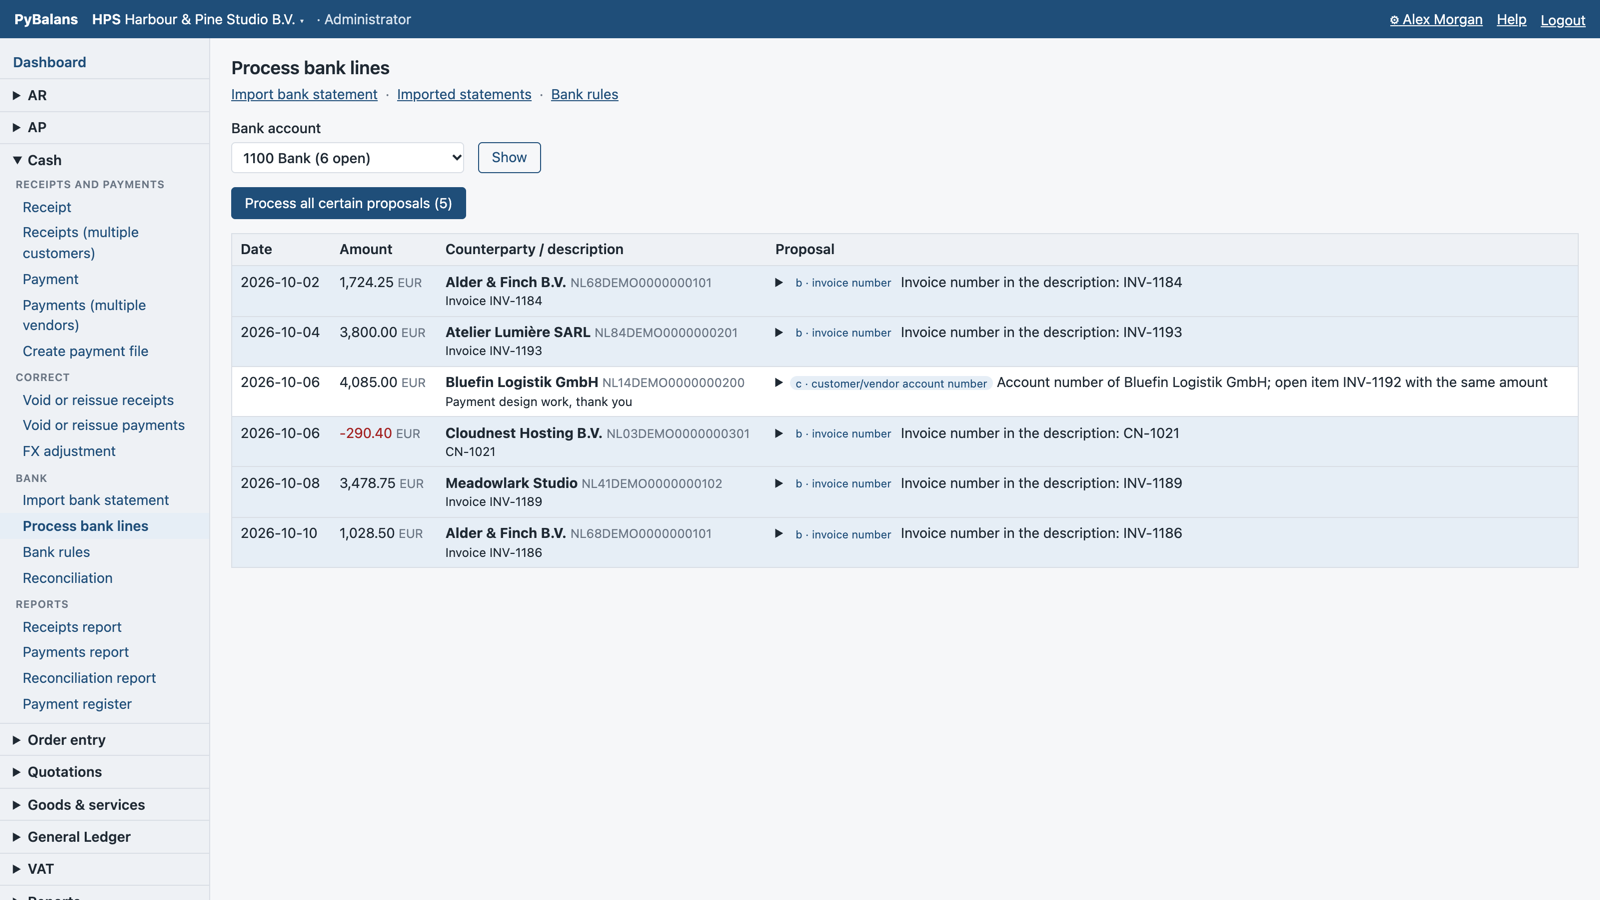 PyBalans HPS Harbour & Pine Studio B.V. · Administrator Alex Morgan Help Logout
Dashboard
AR
AP
Cash
RECEIPTS AND PAYMENTS
Receipt
Receipts (multiple
customers)
Payment
Payments (multiple
vendors)
Create payment file
CORRECT
Void or reissue receipts
Void or reissue payments
FX adjustment
BANK
Import bank statement
Process bank lines
Bank rules
Reconciliation
REPORTS
Receipts report
Payments report
Reconciliation report
Payment register
Order entry
Quotations
Goods & services
General Ledger
VAT
Process bank lines
Import bank statement · Imported statements · Bank rules
Bank account
1100 Bank (6 open) Show
Process all certain proposals (5)
Date Amount Counterparty / description Proposal
2026-10-02 1,724.25 EUR Alder & Finch B.V. NL68DEMO0000000101 b · invoice number Invoice number in the description: INV-1184
Invoice INV-1184
2026-10-04 3,800.00 EUR Atelier Lumière SARL NL84DEMO0000000201 b · invoice number Invoice number in the description: INV-1193
Invoice INV-1193
2026-10-06 4,085.00 EUR Bluefin Logistik GmbH NL14DEMO0000000200 c · customer/vendor account number Account number of Bluefin Logistik GmbH; open item INV-1192 with the same amount
Payment design work, thank you
2026-10-06 -290.40 EUR Cloudnest Hosting B.V. NL03DEMO0000000301 b · invoice number Invoice number in the description: CN-1021
CN-1021
2026-10-08 3,478.75 EUR Meadowlark Studio NL41DEMO0000000102 b · invoice number Invoice number in the description: INV-1189
Invoice INV-1189
2026-10-10 1,028.50 EUR Alder & Finch B.V. NL68DEMO0000000101 b · invoice number Invoice number in the description: INV-1186
Invoice INV-1186